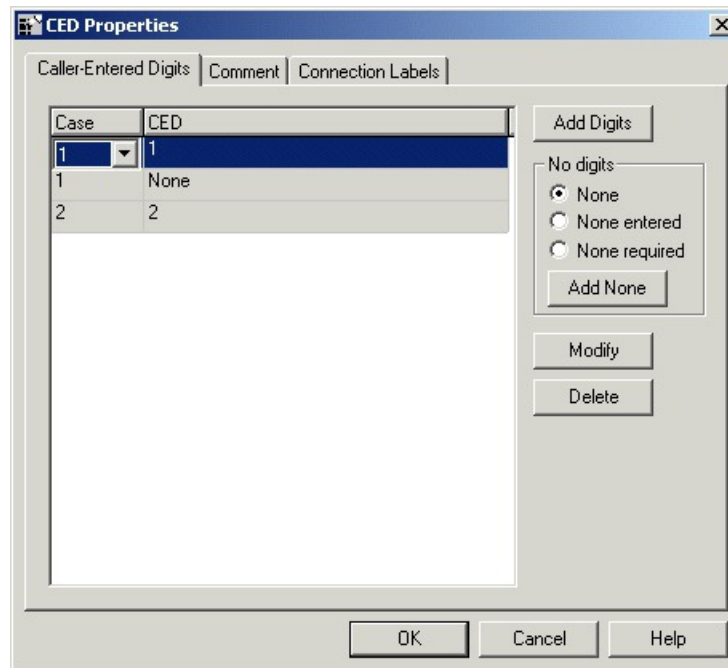 CED Properties
Caller-Entered Digits Comment Connection Labels
Case CED
1 1
1 None
2 2
Add Digits
No digits
None
None entered
None required
Add None
Modify
Delete
OK Cancel Help